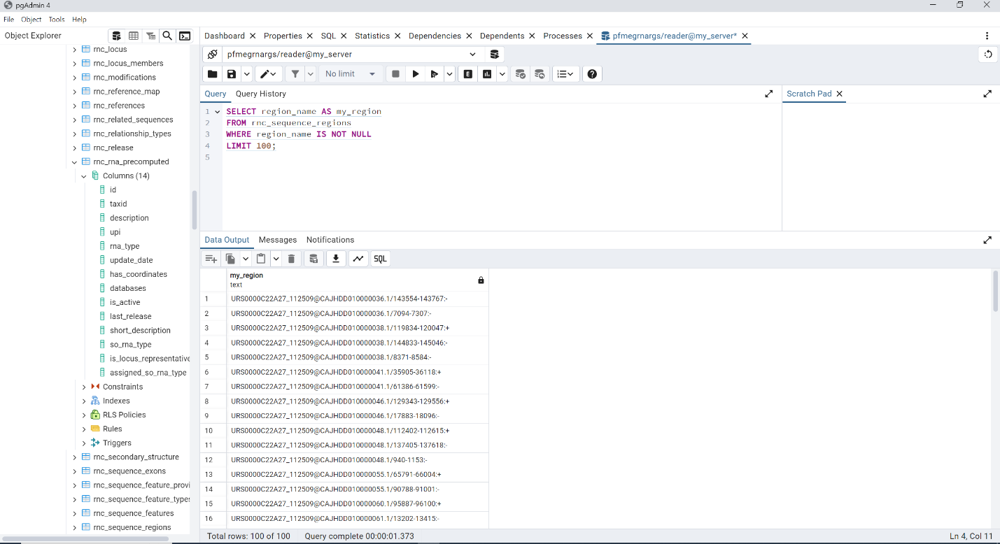 pgAdmin 4
File Object Tools Help
Object Explorer
rnc_locus
rnc_locus_members
rnc_modifications
rnc_reference_map
rnc_references
rnc_related_sequences
rnc_relationship_types
rnc_release
rnc_rna_precomputed
Columns (14)
id
taxid
description
upi
rna_type
update_date
has_coordinates
databases
is_active
last_release
short_description
so_rna_type
is_locus_representative
assigned_so_rna_type
Constraints
Indexes
RLS Policies
Rules
Triggers
rnc_secondary_structure
rnc_sequence_exons
rnc_sequence_feature_provi
rnc_sequence_feature_types
rnc_sequence_features
rnc_sequence_regions
Dashboard Properties SQL Statistics Dependencies Dependents Processes pfmegrnargs/reader@my_server*
pfmegrnargs/reader@my_server
No limit E
Query Query History
1 SELECT region_name AS my_region
2 FROM rnc_sequence_regions
3 WHERE region_name IS NOT NULL
4 LIMIT 100;
5
Scratch Pad
Data Output Messages Notifications
SQL
my_region
text
1 URS0000C22A27_112509@CAJHDD010000036.1/143554-143767:-
2 URS0000C22A27_112509@CAJHDD010000036.1/7094-7307:-
3 URS0000C22A27_112509@CAJHDD010000038.1/119834-120047:+
4 URS0000C22A27_112509@CAJHDD010000038.1/144833-145046:-
5 URS0000C22A27_112509@CAJHDD010000038.1/8371-8584:-
6 URS0000C22A27_112509@CAJHDD010000041.1/35905-36118:+
7 URS0000C22A27_112509@CAJHDD010000041.1/61386-61599:-
8 URS0000C22A27_112509@CAJHDD010000046.1/129343-129556:+
9 URS0000C22A27_112509@CAJHDD010000046.1/17883-18096:-
10 URS0000C22A27_112509@CAJHDD010000048.1/112402-112615:+
11 URS0000C22A27_112509@CAJHDD010000048.1/137405-137618:-
12 URS0000C22A27_112509@CAJHDD010000048.1/940-1153:-
13 URS0000C22A27_112509@CAJHDD010000055.1/65791-66004:+
14 URS0000C22A27_112509@CAJHDD010000055.1/90788-91001:-
15 URS0000C22A27_112509@CAJHDD010000060.1/95887-96100:+
16 URS0000C22A27_112509@CAJHDD010000061.1/13202-13415:-
Total rows: 100 of 100 Query complete 00:00:01.373 Ln 4, Col 11